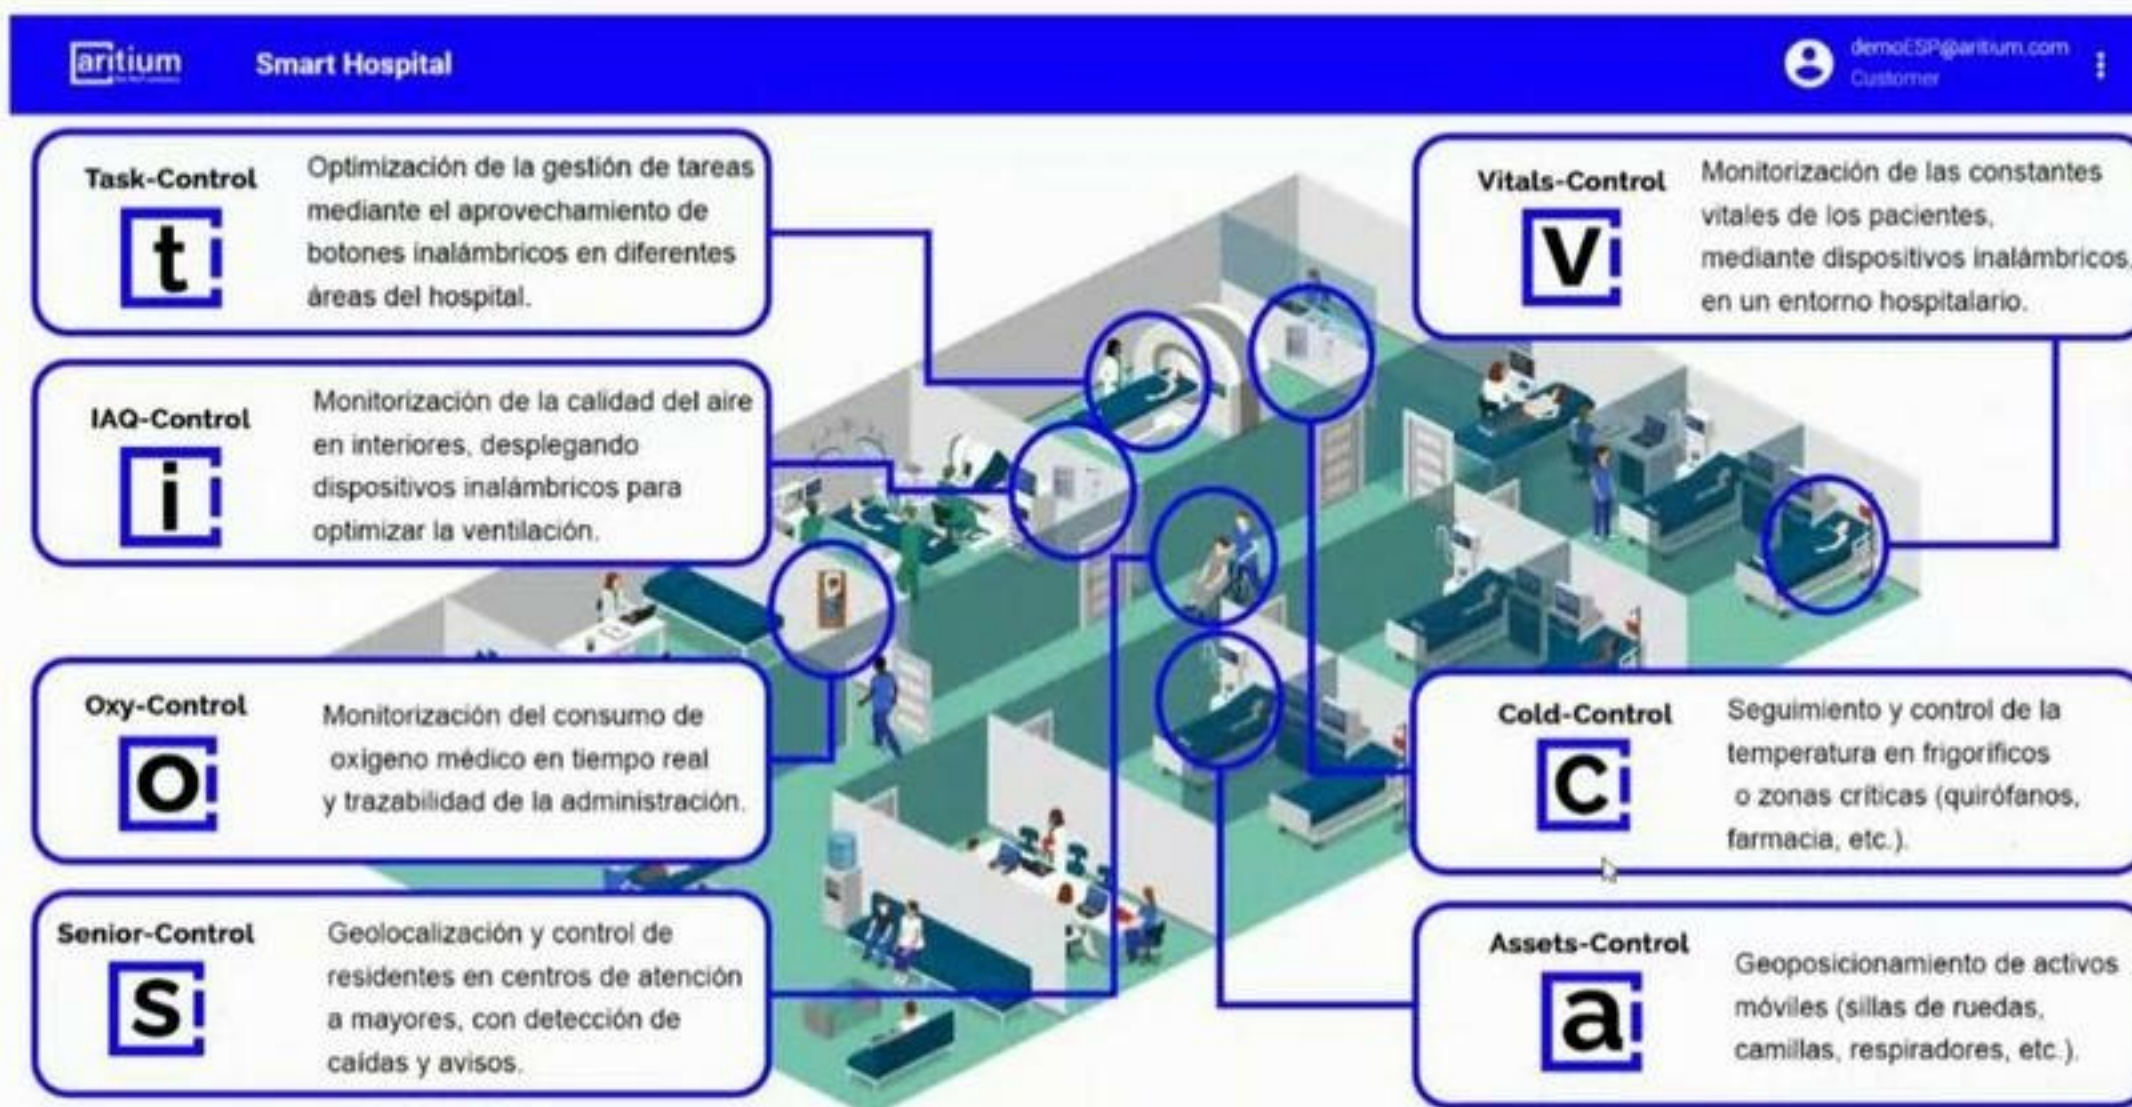 aritium
Smart Hospital
demoESP@aritium.com
Customer
Task-Control
t
Optimización de la gestión de tareas
mediante el aprovechamiento de
botones inalámbricos en diferentes
áreas del hospital.
IAQ-Control
i
Monitorización de la calidad del aire
en interiores, desplegando
dispositivos inalámbricos para
optimizar la ventilación.
Oxy-Control
o
Monitorización del consumo de
oxígeno médico en tiempo real
y trazabilidad de la administración.
Senior-Control
s
Geolocalización y control de
residentes en centros de atención
a mayores, con detección de
caídas y avisos.
Vitals-Control
v
Monitorización de las constantes
vitales de los pacientes,
mediante dispositivos inalámbricos,
en un entorno hospitalario.
Cold-Control
c
Seguimiento y control de la
temperatura en frigoríficos
o zonas críticas (quirófanos,
farmacia, etc.).
Assets-Control
a
Geoposicionamiento de activos
móviles (sillas de ruedas,
camillas, respiradores, etc.).